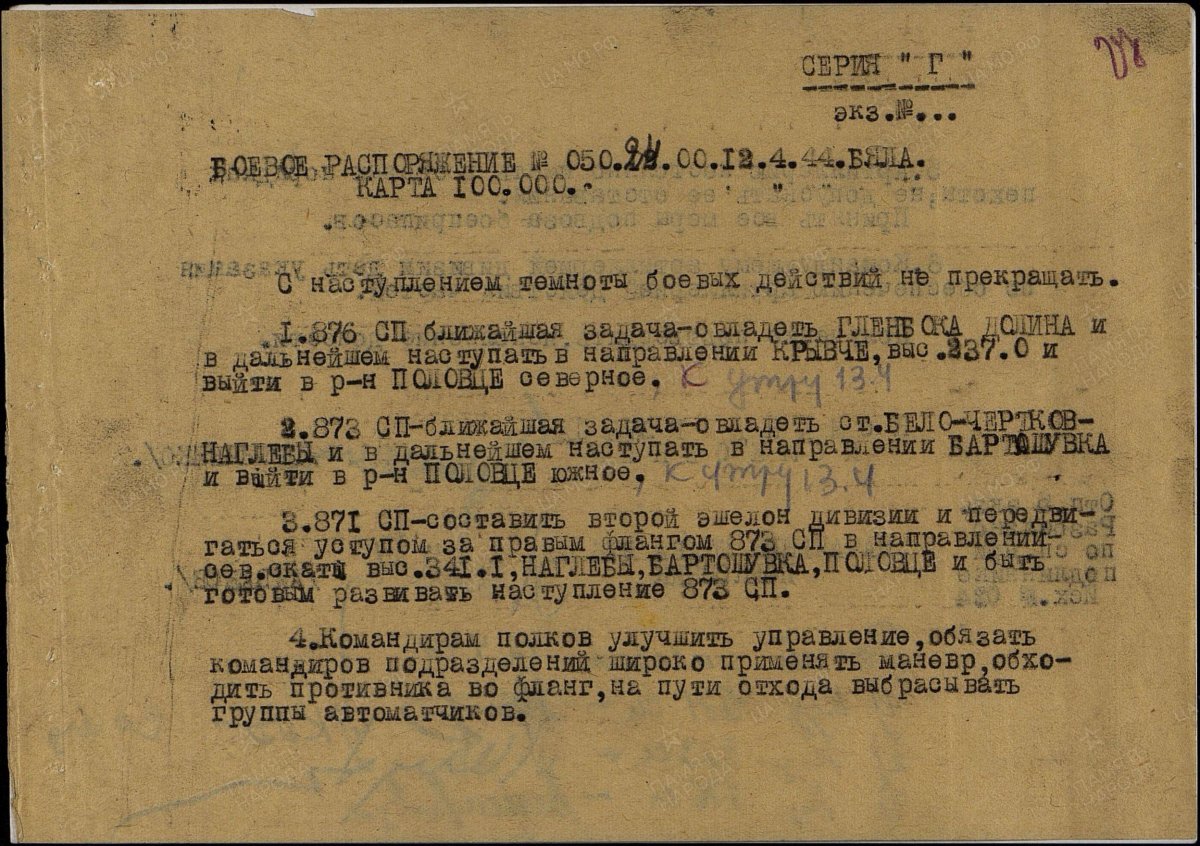 СЕРИЯ " Г "
экз.№...
БОЕВОЕ РАСПОРЯЖЕНИЕ № 050.24.00.12.4.44.БЯЛА.
КАРТА 100.000.
С наступлением темноты боевых действий не прекращать.
1.876 СП ближайшая задача-овладеть ГЛЕНБОКА ДОЛИНА и
в дальнейшем наступать в направлении КРЫВЧЕ,выс.237.0 и
выйти в р-н ПОЛОВЦЕ северное. К утру 13.4
2.873 СП-ближайшая задача-овладеть ст.БЕЛО-ЧЕРТКОВ-
НАГЛЕБЫ и в дальнейшем наступать в направлении БАРТОШУВКА
и выйти в р-н ПОЛОВЦЕ южное, к утру 13.4
3.871 СП-составить второй эшелон дивизии и передви-
гаться уступом за правым флангом 873 СП в направлении
сев.скаты выс.341.1,НАГЛЕБЫ,БАРТОШУВКА,ПОЛОВЦЕ и быть
готовым развивать наступление 873 СП.
4.Командирам полков улучшить управление,обязать
командиров подразделений широко применять маневр,обхо-
дить противника во фланг,на пути отхода выбрасывать
группы автоматчиков.